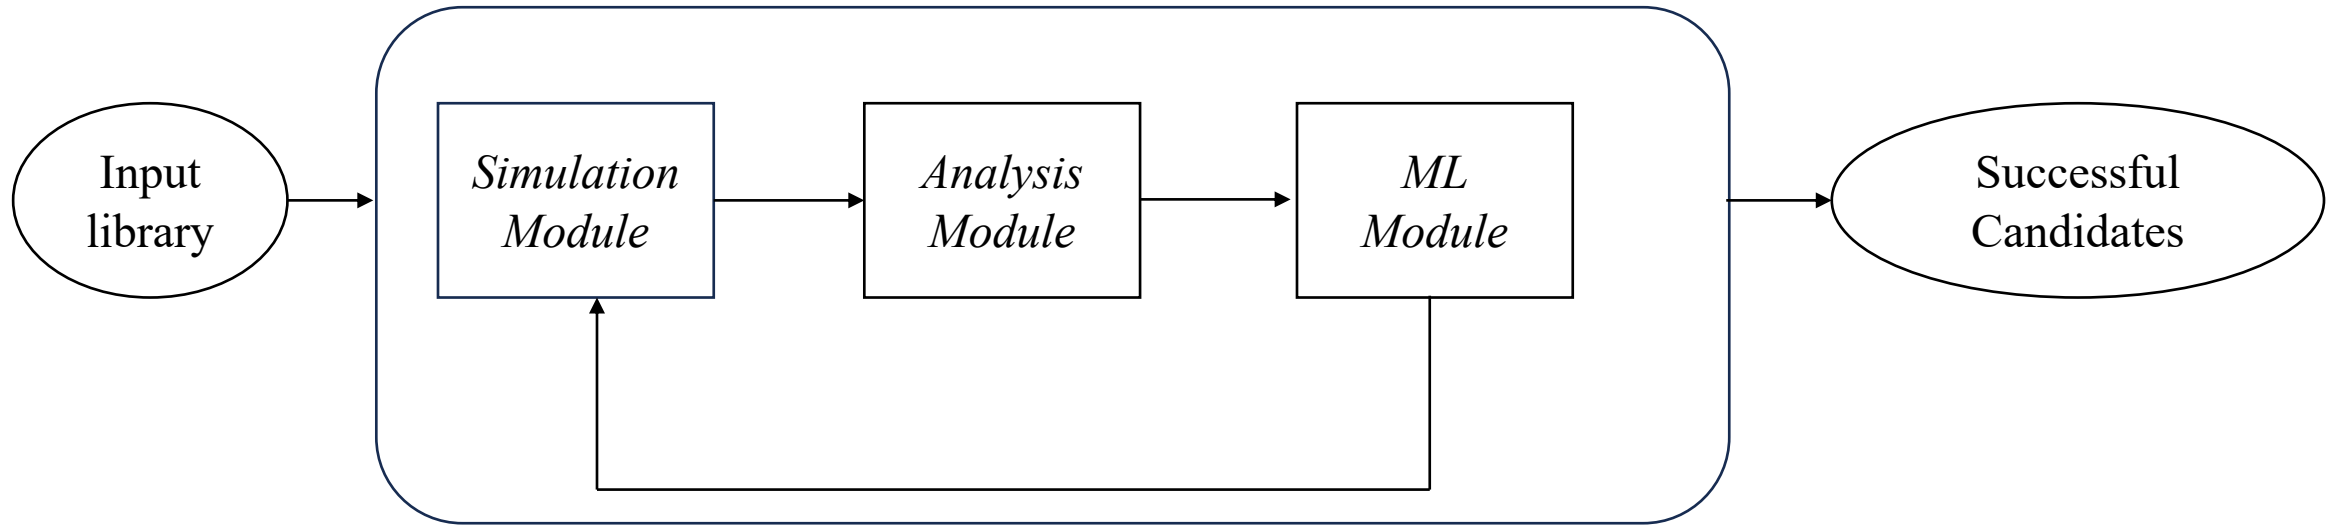 Input
library
Simulation
Module
Analysis
Module
ML
Module
Successful
Candidates